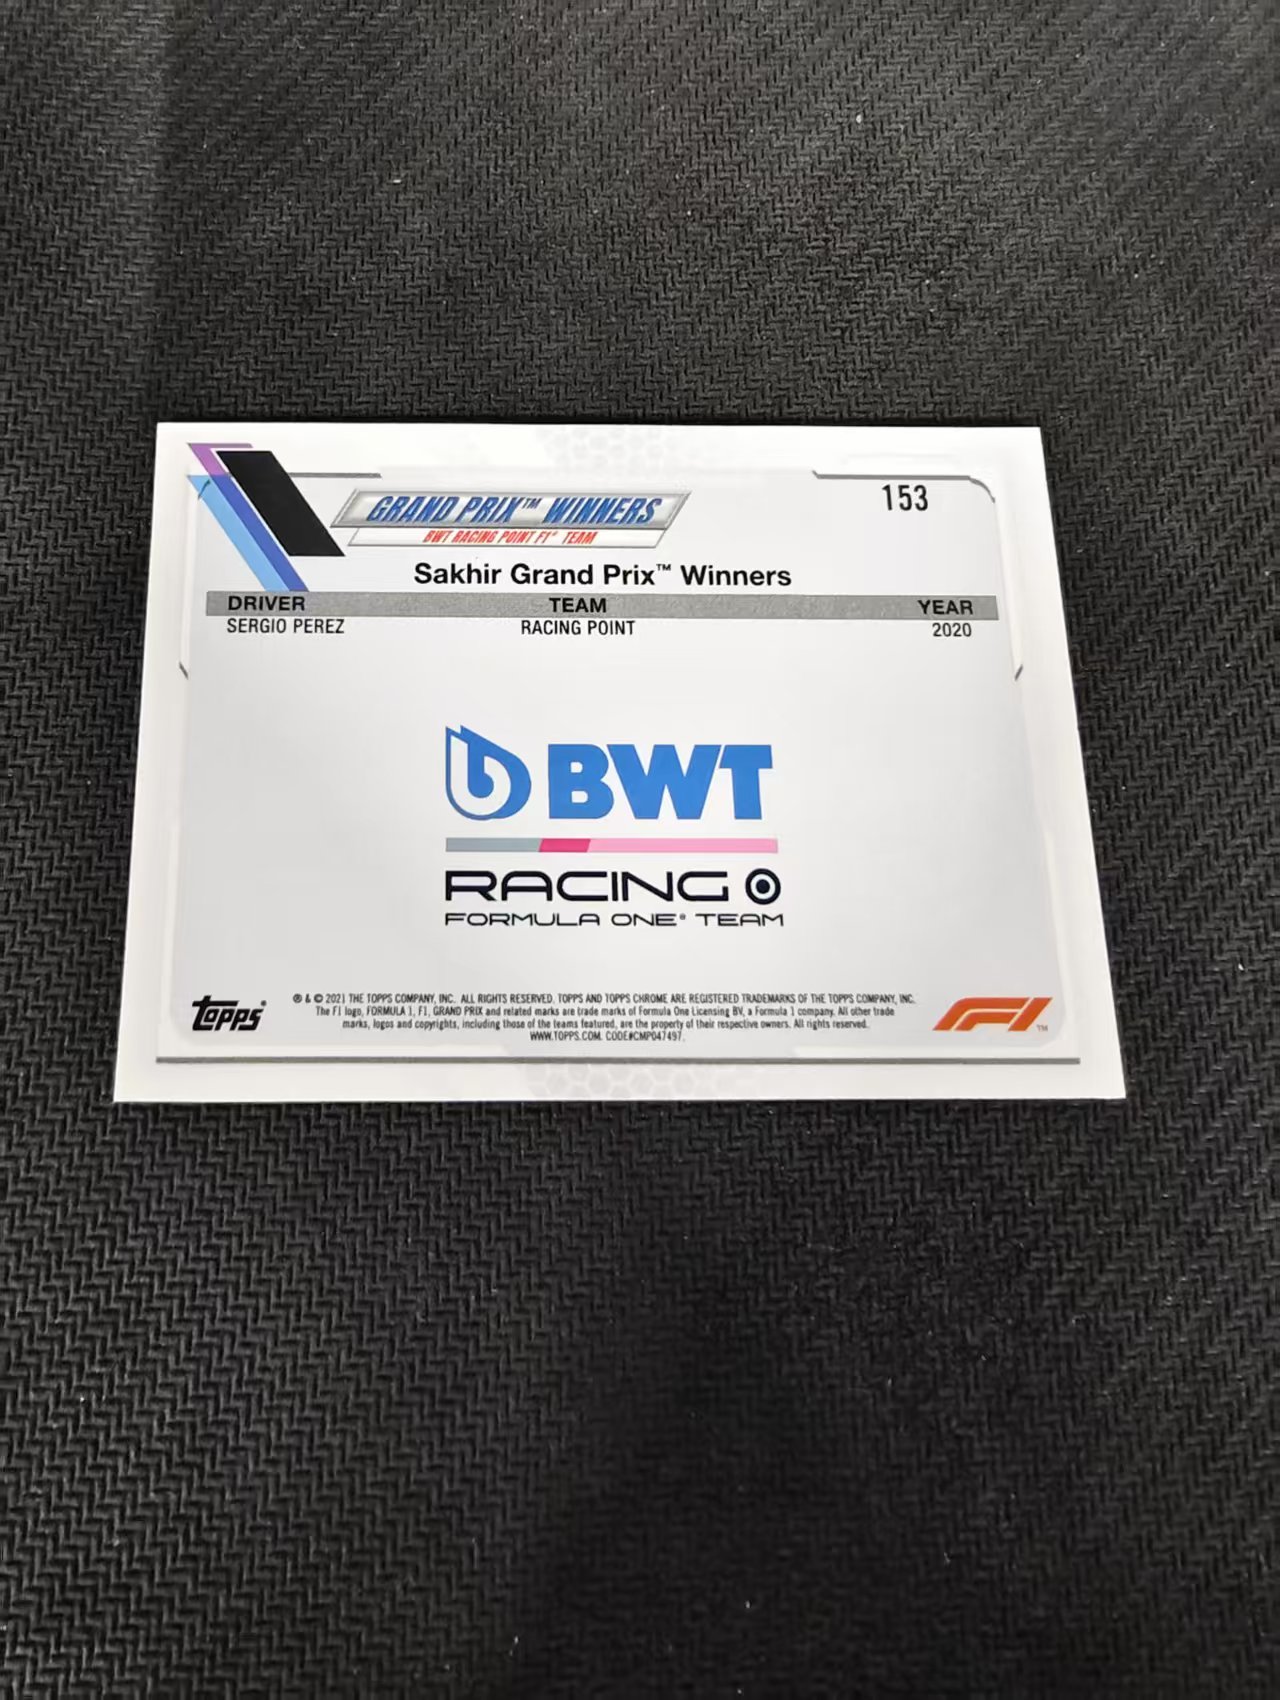 153
GRAND PRIX™ WINNERS
BWT RACING POINT F1® TEAM
Sakhir Grand Prix™ Winners
DRIVER TEAM YEAR
SERGIO PEREZ RACING POINT 2020
BWT
RACING
FORMULA ONE® TEAM
Topps®
® & © 2021 THE TOPPS COMPANY, INC. ALL RIGHTS RESERVED. TOPPS AND TOPPS CHROME ARE REGISTERED TRADEMARKS OF THE TOPPS COMPANY, INC.
The F1 logo, FORMULA 1, F1, GRAND PRIX and related marks are trade marks of Formula One Licensing BV, a Formula 1 company. All other trade
marks, logos and copyrights, including those of the teams featured, are the property of their respective owners. All rights reserved.
WWW.TOPPS.COM. CODE#CMP047497.
F1™